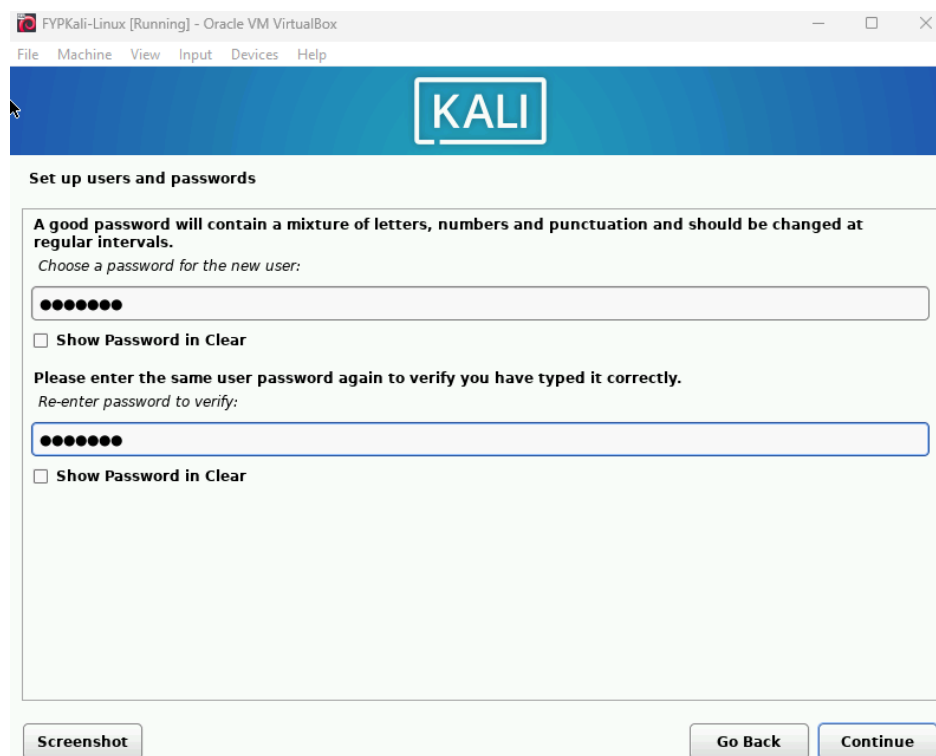 FYPKali-Linux [Running] - Oracle VM VirtualBox
File Machine View Input Devices Help
KALI
Set up users and passwords
A good password will contain a mixture of letters, numbers and punctuation and should be changed at
regular intervals.
Choose a password for the new user:
●●●●●●●
Show Password in Clear
Please enter the same user password again to verify you have typed it correctly.
Re-enter password to verify:
●●●●●●●
Show Password in Clear
Screenshot Go Back Continue